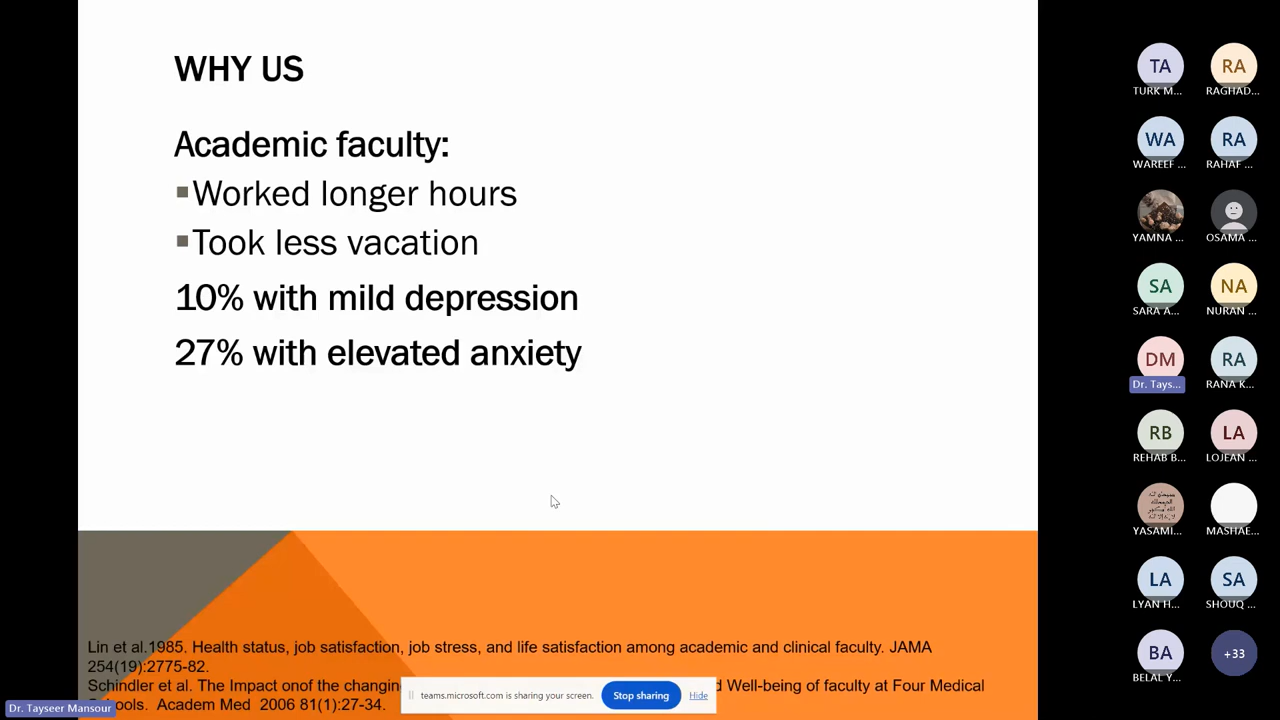 WHY US
Academic faculty:
Worked longer hours
Took less vacation
10% with mild depression
27% with elevated anxiety
Lin et al.1985. Health status, job satisfaction, job stress, and life satisfaction among academic and clinical faculty. JAMA
254(19):2775-82.
Schindler et al. The Impact onof the changing
Well-being of faculty at Four Medical
Academ Med 2006 81(1):27-34.
teams.microsoft.com is sharing your screen.
Stop sharing
Hide
Dr. Tayseer Mansour
TA RA
TURK M... RAGHAD...
WA RA
WAREEF ... RAHAF ...
YAMNA ... OSAMA ...
SA NA
SARA A... NURAN ...
DM RA
Dr. Tays... RANA K...
RB LA
REHAB B... LOJEAN ...
YASAMI... MASHAE...
LA SA
LYAN H... SHOUQ ...
BA +33
BELAL Y...